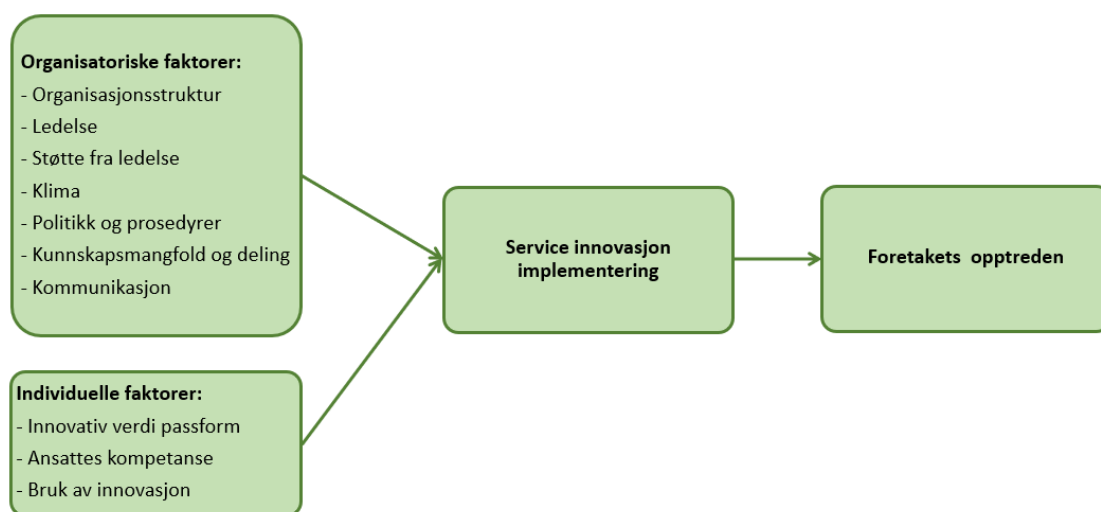 Organisatoriske faktorer:
- Organisasjonsstruktur
- Ledelse
- Støtte fra ledelse
- Klima
- Politikk og prosedyrer
- Kunnskapsmangfold og deling
- Kommunikasjon
Individuelle faktorer:
- Innovativ verdi passform
- Ansattes kompetanse
- Bruk av innovasjon
Service innovasjon
implementering
Foretakets opptreden